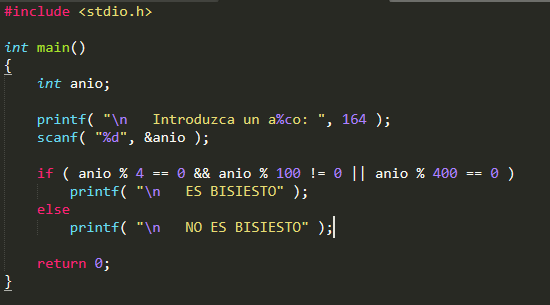 #include <stdio.h>
int main()
{
int anio;
printf( "\n   Introduzca un a%co: ", 164 );
scanf( "%d", &anio );
if ( anio % 4 == 0 && anio % 100 != 0 || anio % 400 == 0 )
printf( "\n   ES BISIESTO" );
else
printf( "\n   NO ES BISIESTO" );
return 0;
}